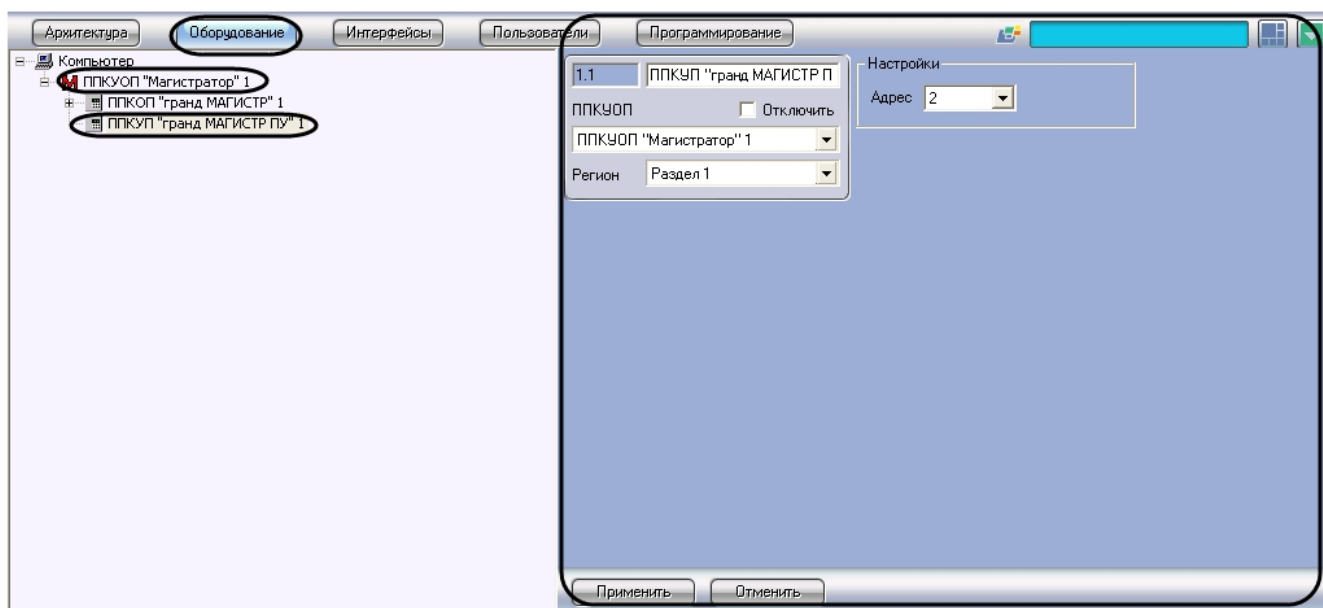 Архитектура Оборудование Интерфейсы Пользователи Программирование
Компьютер
ППКУОП "Магистратор" 1
ППКОП "гранд МАГИСТР" 1
ППКУП "гранд МАГИСТР ПУ" 1
1.1 ППКУП "гранд МАГИСТР П
ППКУОП Отключить
ППКУОП "Магистратор" 1
Регион Раздел 1
Настройки
Адрес 2
Применить Отменить